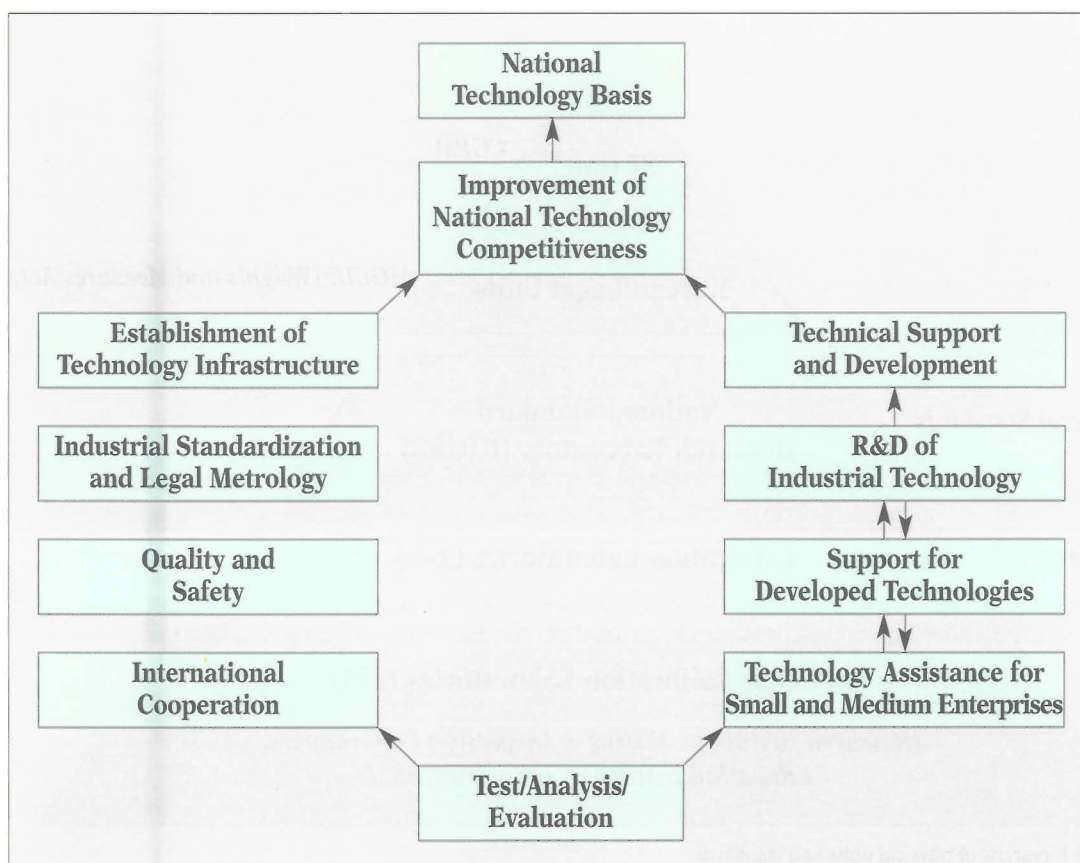 National
Technology Basis
Improvement of
National Technology
Competitiveness
Establishment of
Technology Infrastructure
Technical Support
and Development
Industrial Standardization
and Legal Metrology
R&D of
Industrial Technology
Quality and
Safety
Support for
Developed Technologies
International
Cooperation
Technology Assistance for
Small and Medium Enterprises
Test/Analysis/
Evaluation